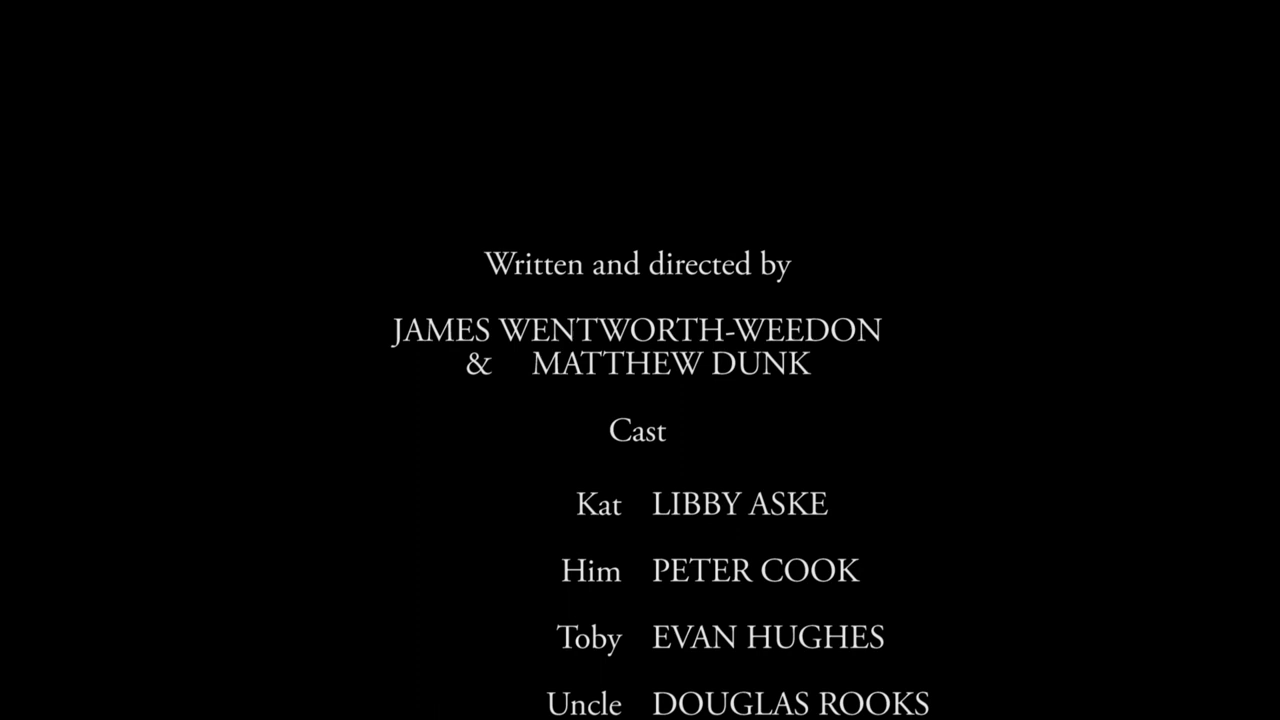 Written and directed by
JAMES WENTWORTH-WEEDON
& MATTHEW DUNK
Cast
Kat LIBBY ASKE
Him PETER COOK
Toby EVAN HUGHES
Uncle DOUGLAS ROOKS